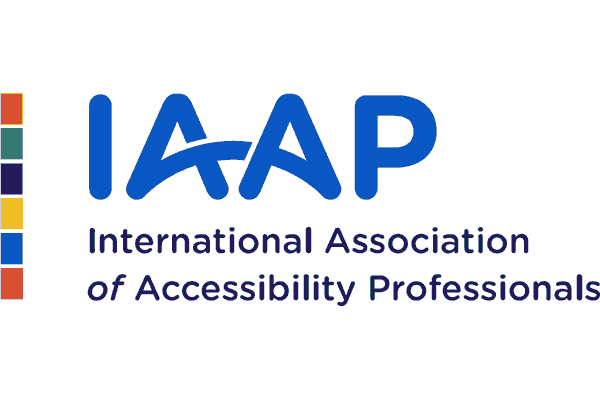 IAAP
International Association
of Accessibility Professionals